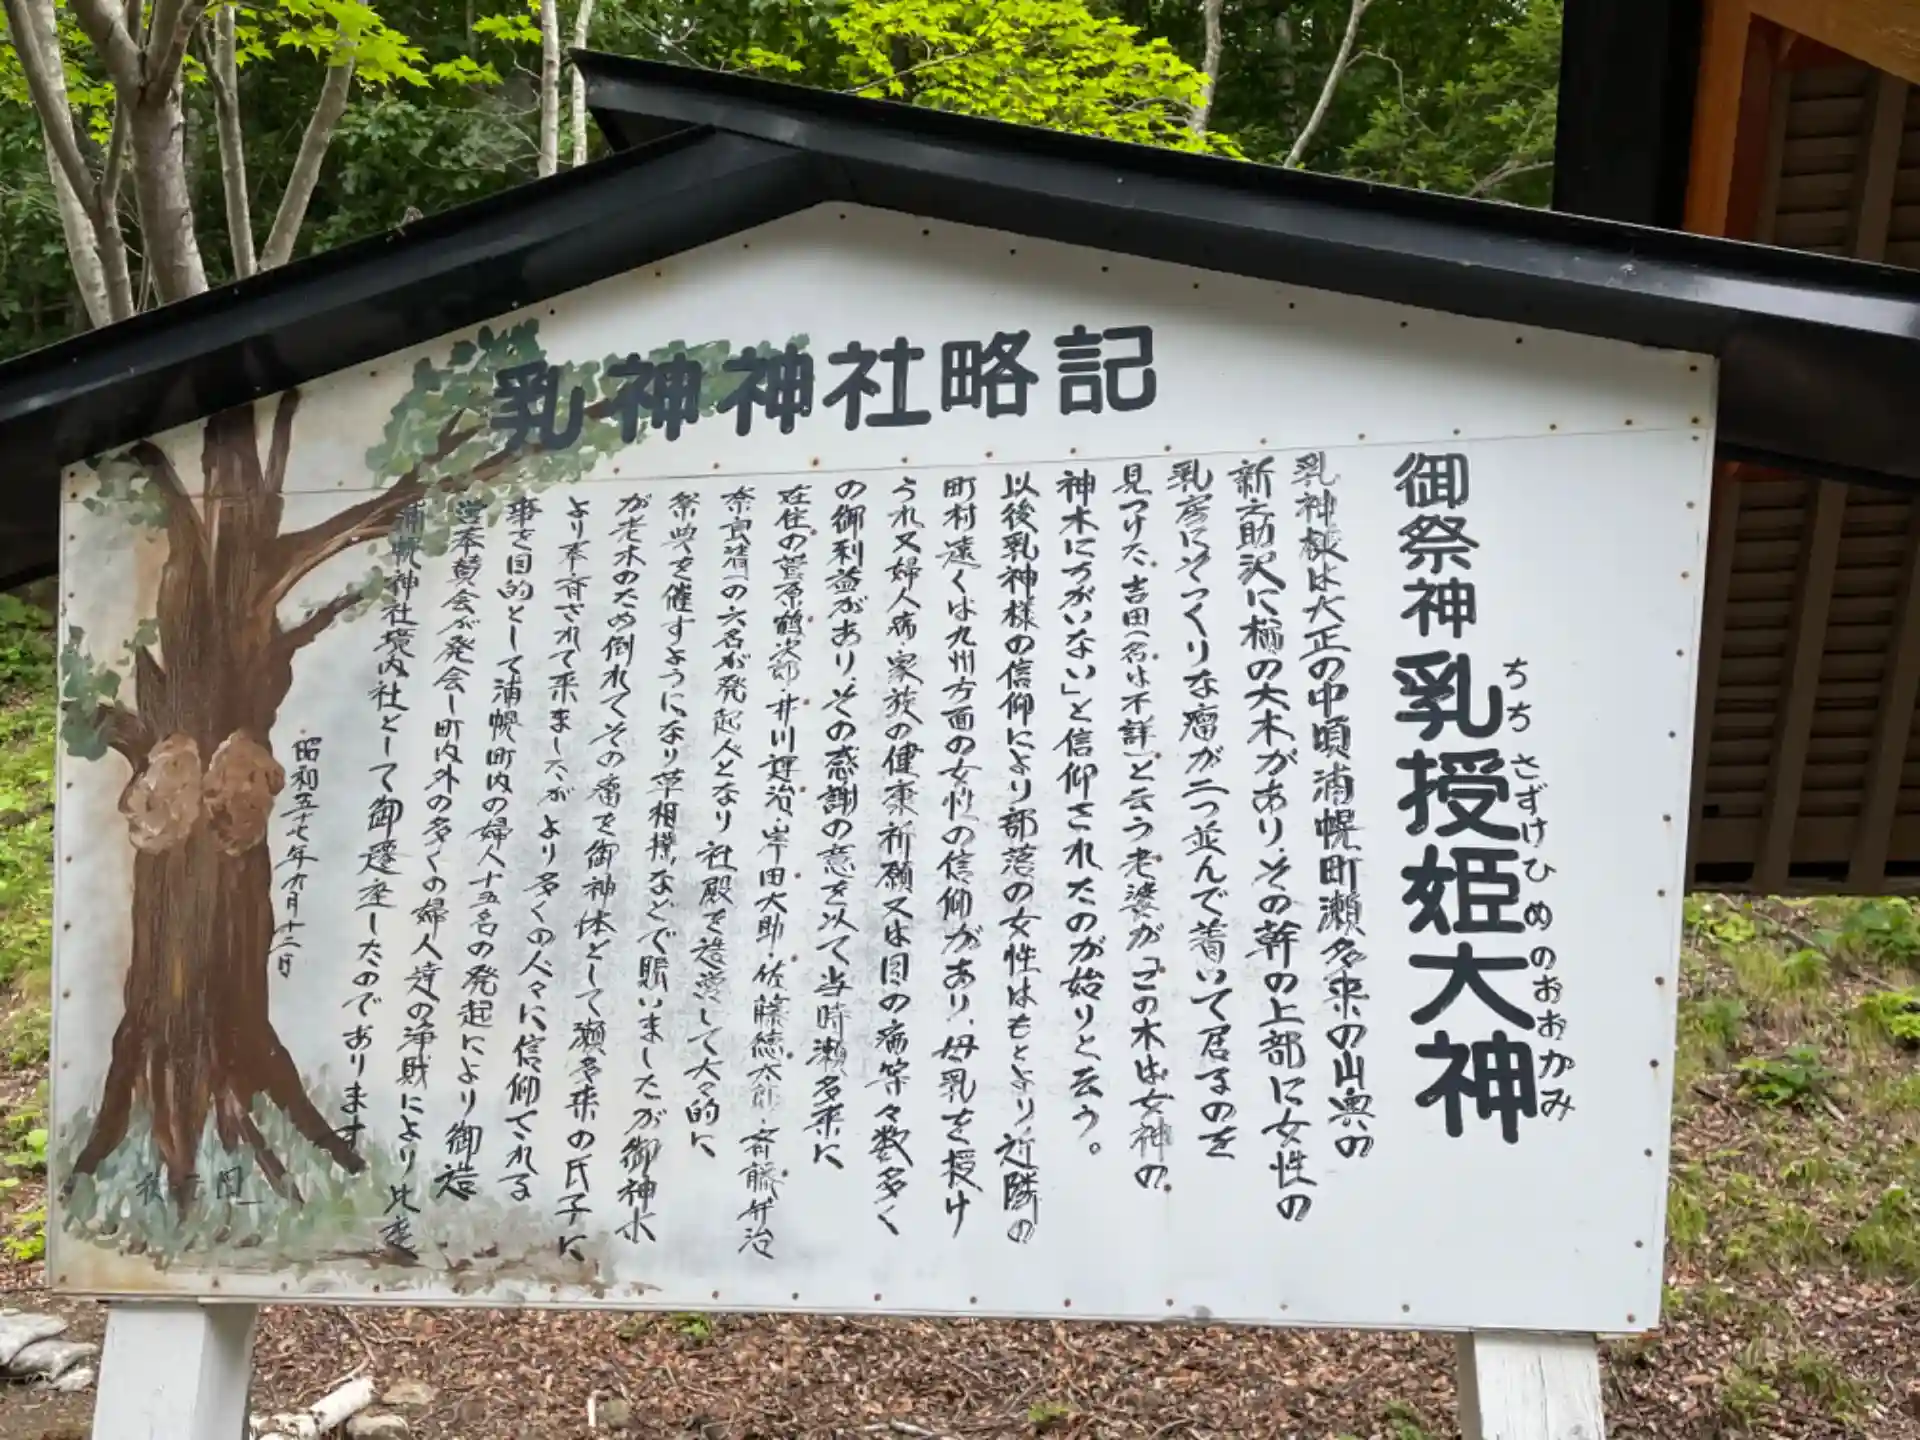 乳神神社略記
御祭神 乳授姫大神
ちち さずけ ひめ の おおかみ
乳神様は大正の中頃浦幌町瀬多来の山奥の
新之助沢に楢の大木があり、その幹の上部に女性の
乳房にそっくりな瘤が二つ並んで着いて居るのを
見つけた、吉田(名は不詳)と云う老婆が「この木は女神の
神木にちがいない」と信仰されたのが始りと云う。
以後乳神様の信仰により部落の女性はもとより、近隣の
町村遠くは九州方面の女性の信仰があり、母乳を授け
られ又婦人病、家族の健康祈願又は目の病等々数多く
の御利益があり、その感謝の意を以て当時瀬多来に
在住の菅原鶴次郎・井川運治・岸田大助・佐藤徳太郎・斉藤弁治
奈良清一の六名が発起人となり社殿を造営して大々的に
祭典を催すようになり草相撲などで賑いましたが御神木
が老木のため倒れてその瘤を御神体として瀬多来の氏子に
より奉斉されて来ましたが、より多くの人々に信仰される
事を目的として浦幌町内の婦人十五名の発起により御造
営奉賛会が発会し町内外の多くの婦人達の浄財により此度
浦幌神社境内社として御遷座したのであります
昭和五十七年 月十二日